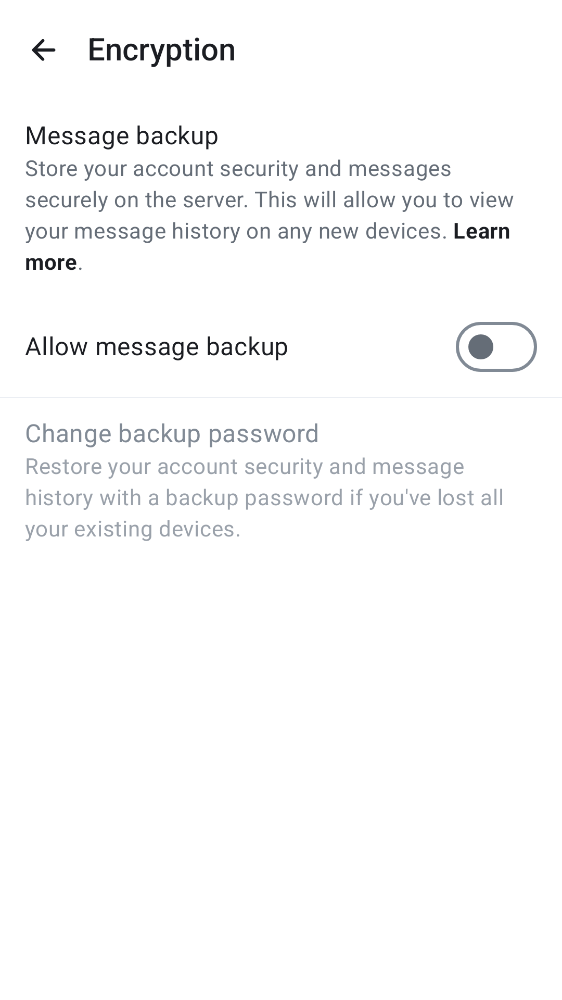 Encryption
Message backup
Store your account security and messages
securely on the server. This will allow you to view
your message history on any new devices. Learn
more.
Allow message backup
Change backup password
Restore your account security and message
history with a backup password if you've lost all
your existing devices.